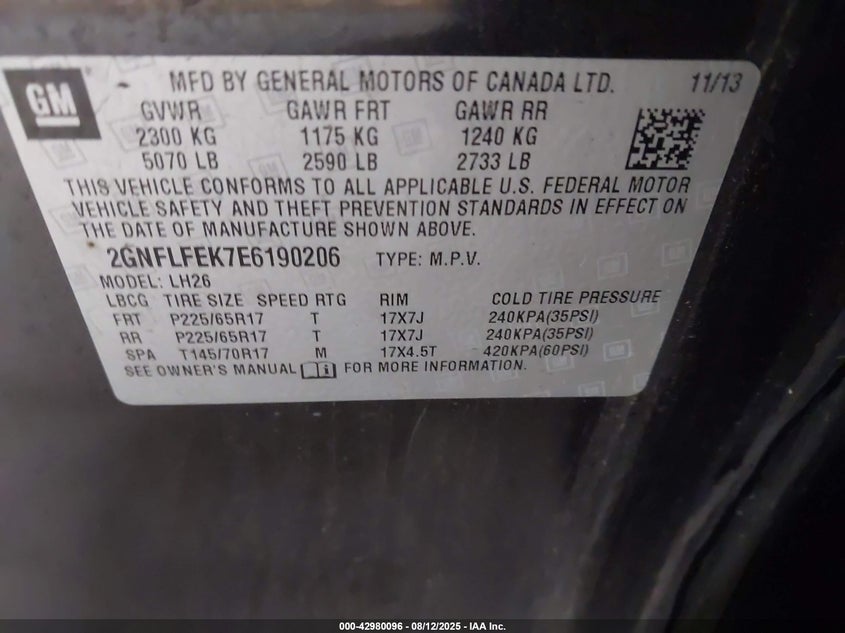 GM
MFD BY GENERAL MOTORS OF CANADA LTD. 11/13
GVWR GAWR FRT GAWR RR
2300 KG 1175 KG 1240 KG
5070 LB 2590 LB 2733 LB
THIS VEHICLE CONFORMS TO ALL APPLICABLE U.S. FEDERAL MOTOR
VEHICLE SAFETY AND THEFT PREVENTION STANDARDS IN EFFECT ON
THE DATE OF MANUFACTURE SHOWN ABOVE.
2GNFLFEK7E6190206 TYPE: M.P.V.
MODEL: LH26
LBCG TIRE SIZE SPEED RTG RIM COLD TIRE PRESSURE
FRT P225/65R17 T 17X7J 240KPA(35PSI)
RR P225/65R17 T 17X7J 240KPA(35PSI)
SPA T145/70R17 M 17X4.5T 420KPA(60PSI)
SEE OWNER'S MANUAL FOR MORE INFORMATION.
000-42980096 - 08/12/2025 - IAA Inc.